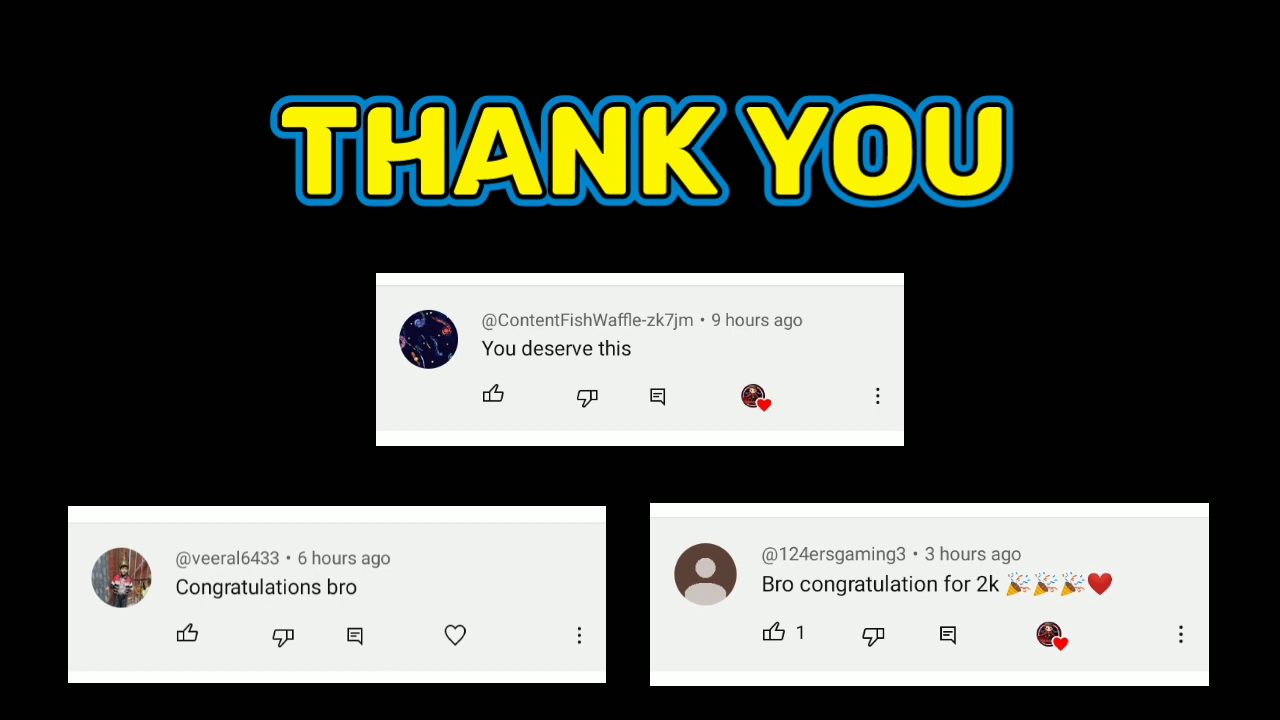 THANK YOU
@ContentFishWaffle-zk7jm • 9 hours ago
You deserve this
@veeral6433 • 6 hours ago
Congratulations bro
@124ersgaming3 • 3 hours ago
Bro congratulation for 2k 🎉🎉🎉❤️
1